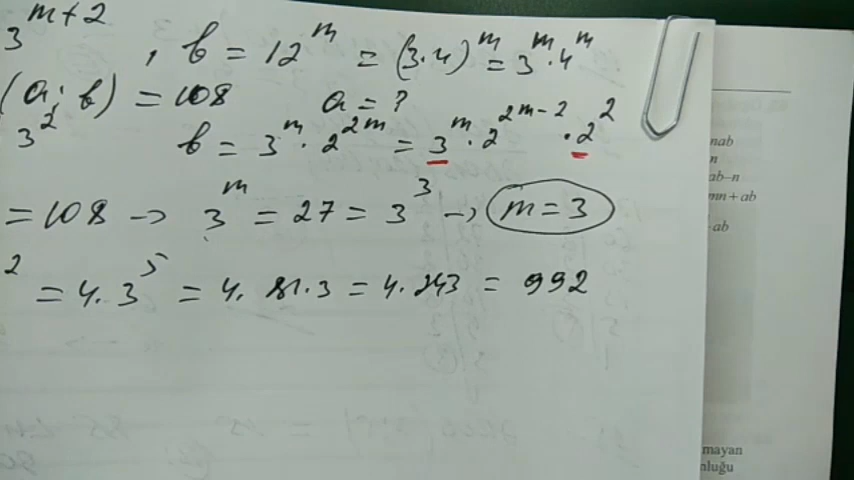 3^{m+2} , b = 12^m = (3·4)^m = 3^m·4^m
(a; b) = 108 a = ?
3^2 b = 3^m · 2^{2m} = 3^m · 2^{2m-2} · 2^2
= 108 → 3^m = 27 = 3^3 → m = 3
2 = 4·3^5 = 4·81·3 = 4·243 = 992
nab
n
ab−n
mn + ab
-ab
mayan
nluğu